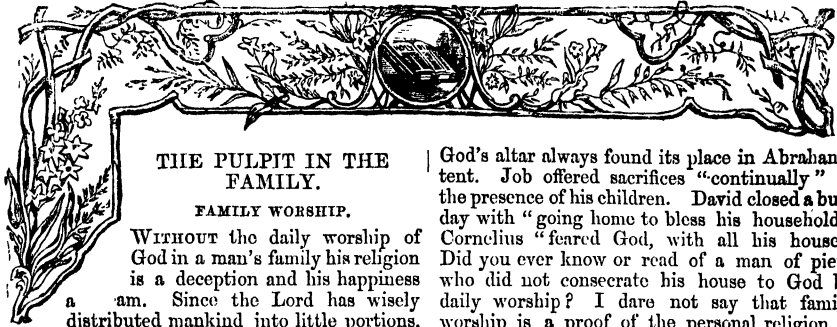 THE PULPIT IN THE
FAMILY.
FAMILY WORSHIP.
WITHOUT the daily worship of
God in a man's family his religion
is a deception and his happiness
a am. Since the Lord has wisely
distributed mankind into little portions,
God's altar always found its place in Abraham
tent. Job offered sacrifices "continually"
the presence of his children. David closed a bu
day with "going home to bless his household
Cornelius "feared God, with all his house
Did you ever know or read of a man of pie
who did not consecrate his house to God
daily worship? I dare not say that fami
worship is a proof of the personal religion